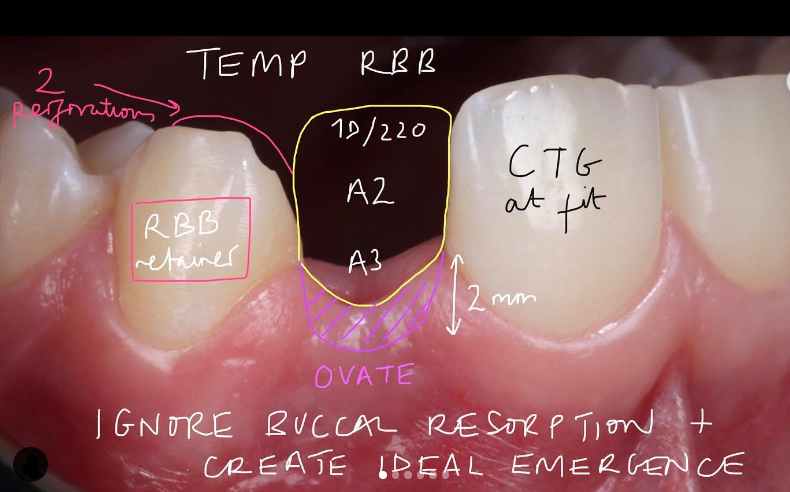 TEMP RBB
2
perforations
1D/220
A2
A3
CTG
at fit
RBB
retainer
2mm
OVATE
IGNORE BUCCAL RESORPTION +
CREATE IDEAL EMERGENCE